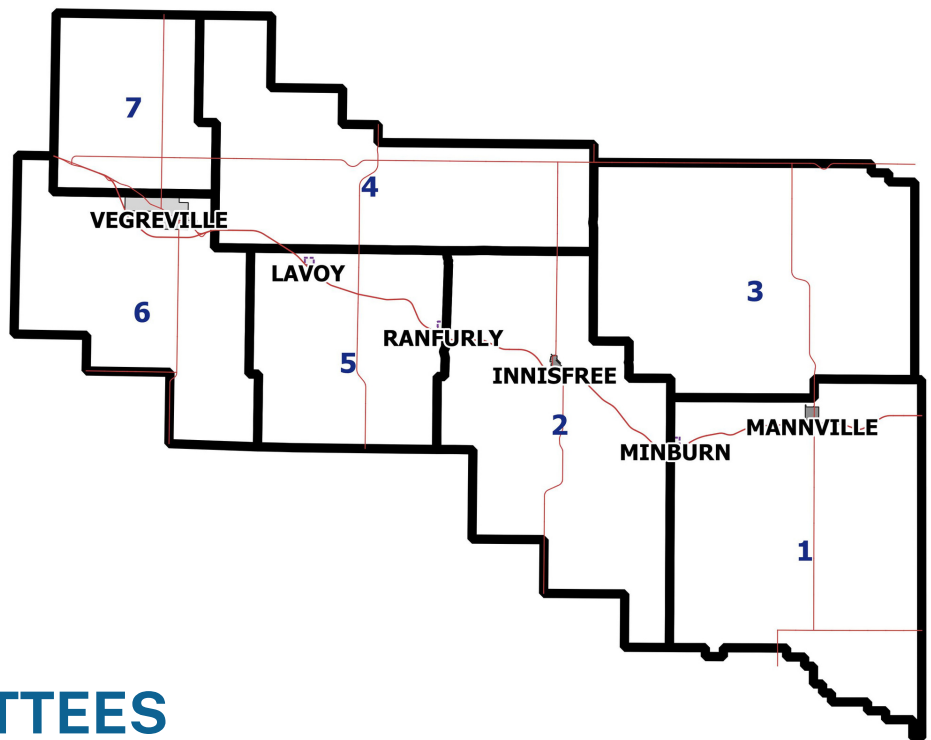 7
4
VEGREVILLE
LAVOY
3
6
RANFURLY
5
INNISFREE
2
MANNVILLE
MINBURN
1
TTEES